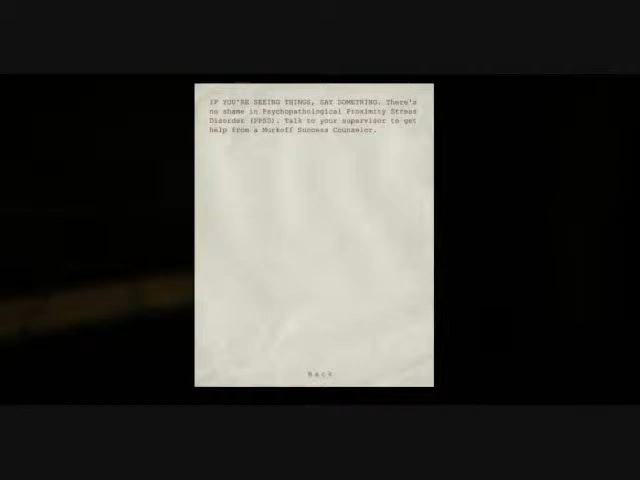 IF YOU'RE SEEING THINGS, SAY SOMETHING. There's
no shame in Psychopathological Proximity Stress
Disorder (PPSD). Talk to your supervisor to get
help from a Murkoff Success Counselor.
Back